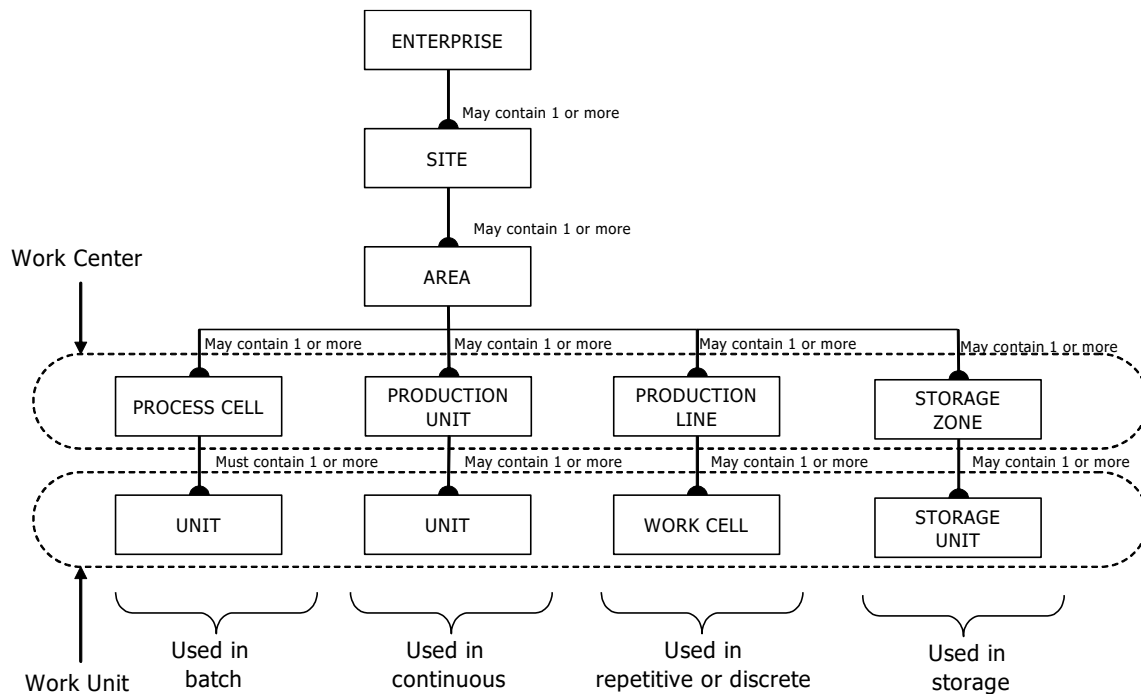 ENTERPRISE
May contain 1 or more
SITE
May contain 1 or more
Work Center
AREA
May contain 1 or more
May contain 1 or more
May contain 1 or more
May contain 1 or more
PROCESS CELL
PRODUCTION
UNIT
PRODUCTION
LINE
STORAGE
ZONE
Must contain 1 or more
May contain 1 or more
May contain 1 or more
May contain 1 or more
UNIT
UNIT
WORK CELL
STORAGE
UNIT
Work Unit
Used in
batch
Used in
continuous
Used in
repetitive or discrete
Used in
storage